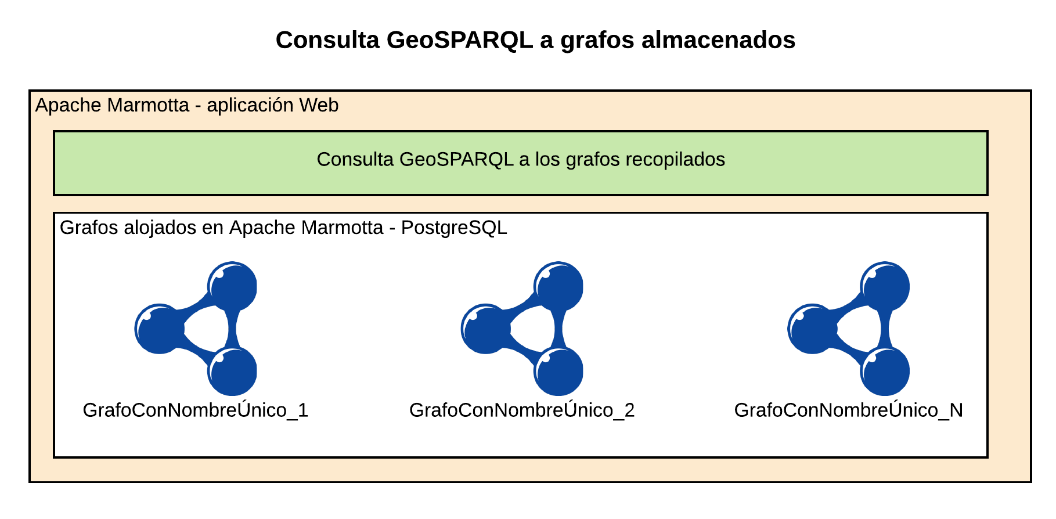 Consulta GeoSPARQL a grafos almacenados
Apache Marmotta - aplicación Web
Consulta GeoSPARQL a los grafos recopilados
Grafos alojados en Apache Marmotta - PostgreSQL
GrafoConNombreÚnico_1
GrafoConNombreÚnico_2
GrafoConNombreÚnico_N